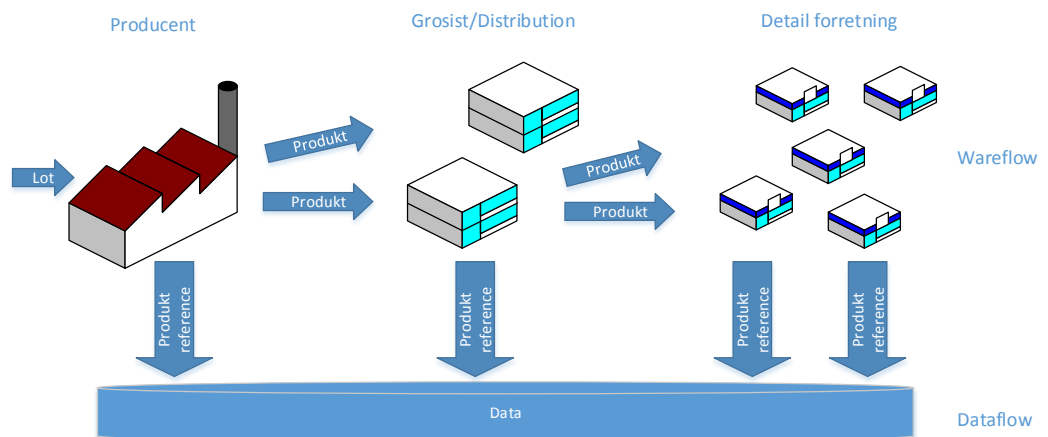 Producent
Grosist/Distribution
Detail forretning
Produkt
Produkt
Wareflow
Lot
Produkt
Produkt
Produkt
reference
Produkt
reference
Produkt
reference
Produkt
reference
Data
Dataflow